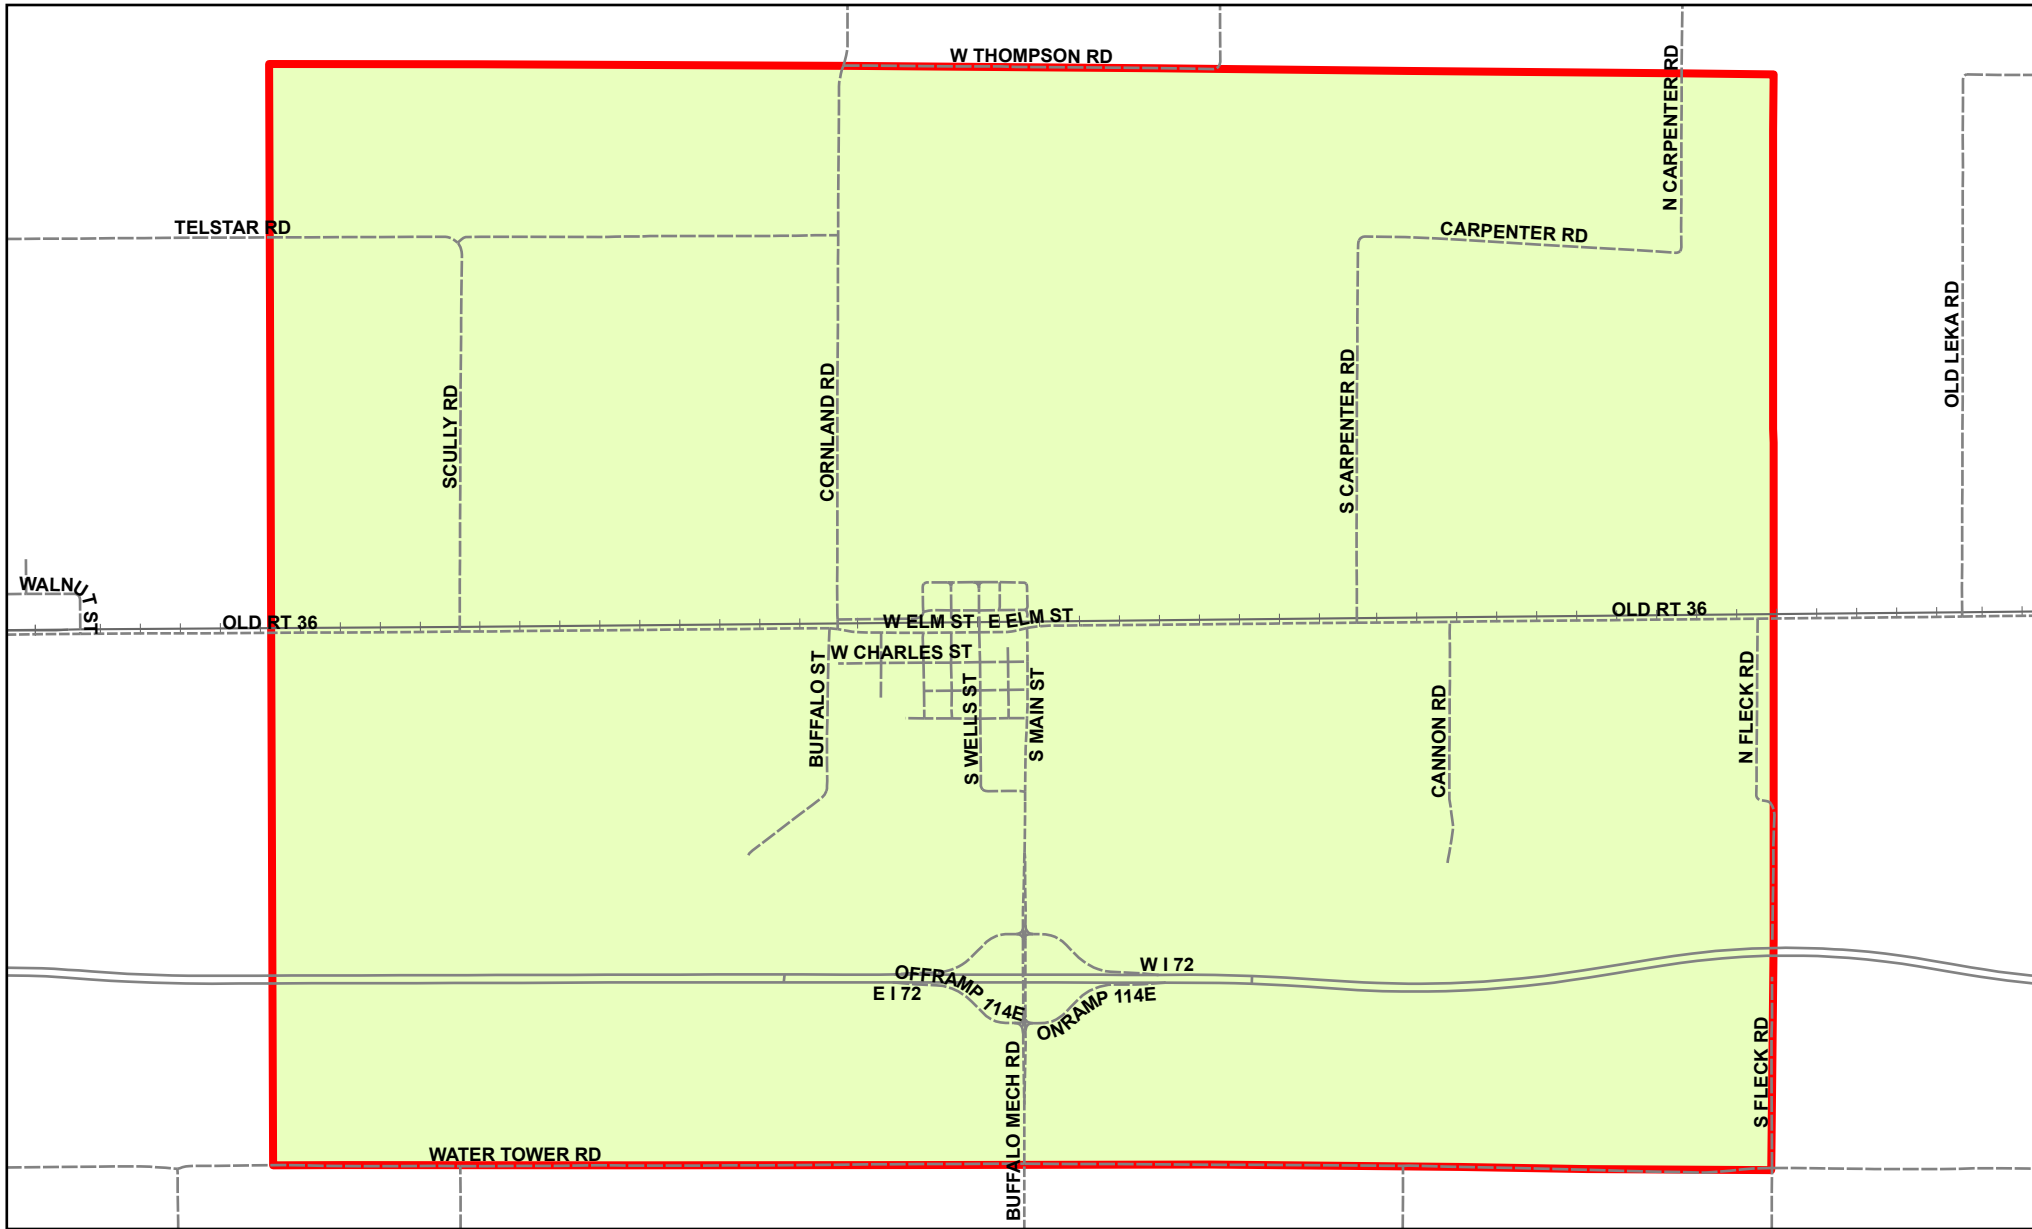 W THOMPSON RD
N CARPENTER RD
TELSTAR RD
CARPENTER RD
OLD LEKA RD
SCULLY RD
CORNLAND RD
S CARPENTER RD
WALNUT ST
OLD RT 36
W ELM ST
E ELM ST
OLD RT 36
W CHARLES ST
BUFFALO ST
S WELLS ST
S MAIN ST
CANNON RD
N FLECK RD
W I 72
OFFRAMP 114E
E I 72
ONRAMP 114E
BUFFALO MECH RD
S FLECK RD
WATER TOWER RD